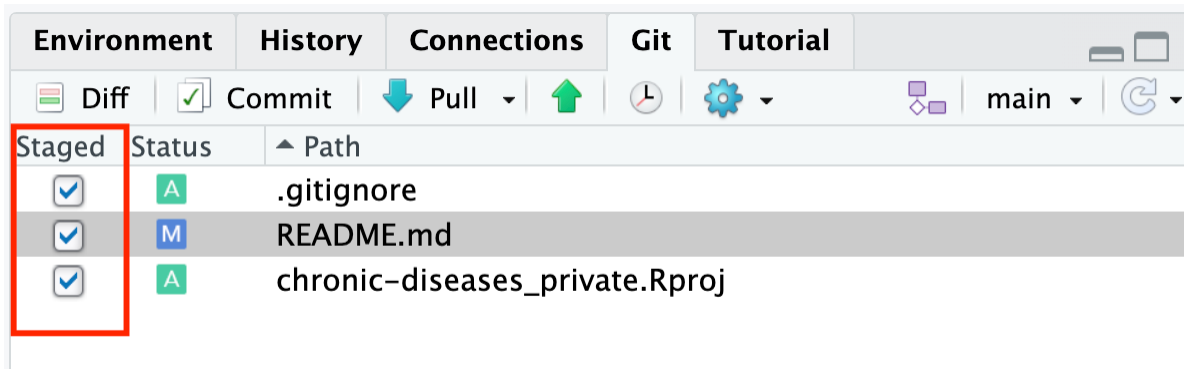 Environment History Connections Git Tutorial
Diff Commit Pull main
Staged Status Path
A .gitignore
M README.md
A chronic-diseases_private.Rproj